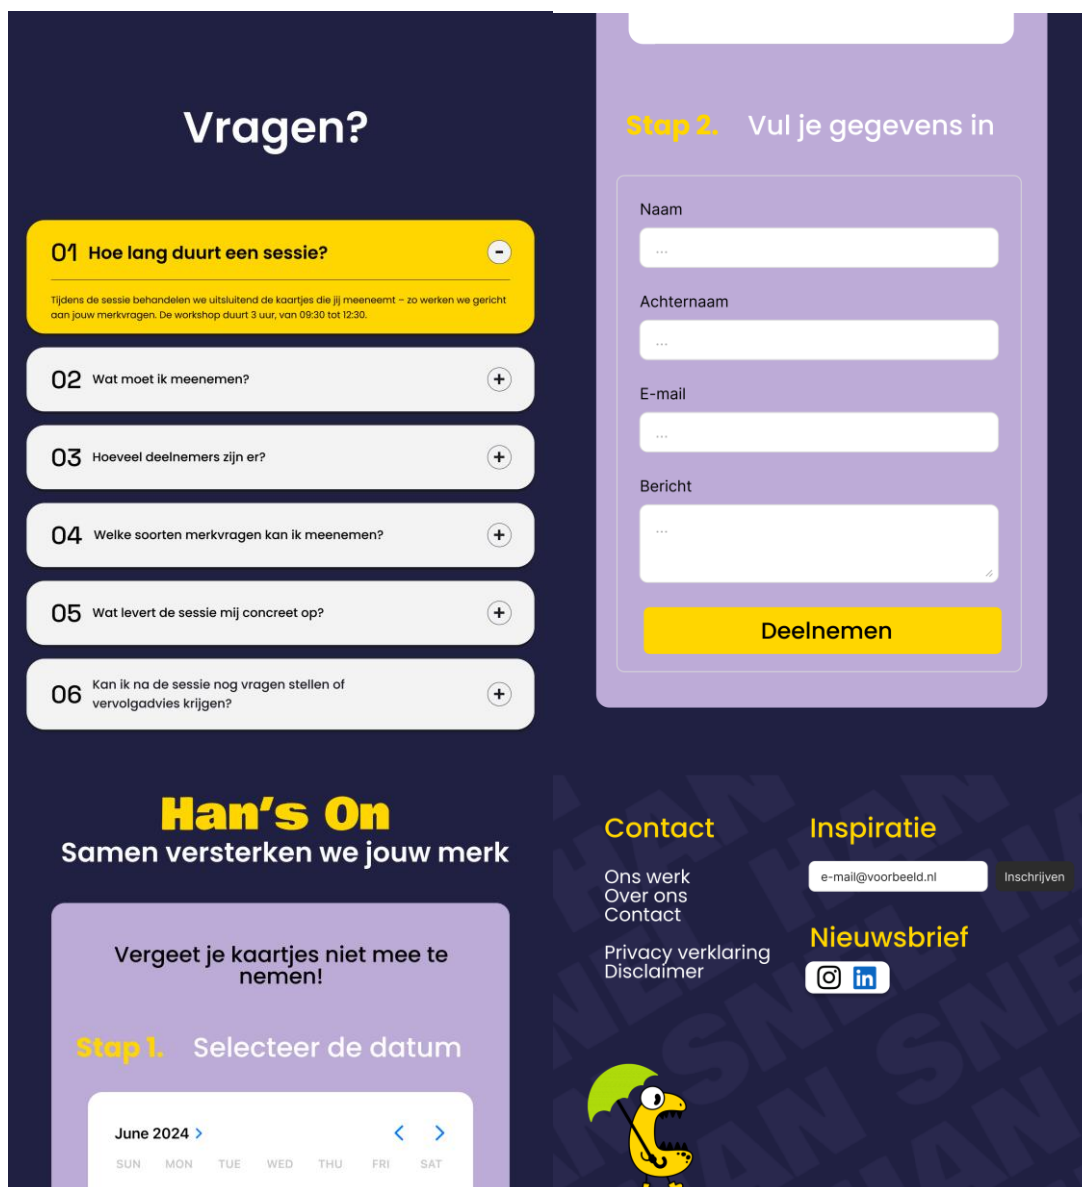 Vragen?
01 Hoe lang duurt een sessie?
-
Tijdens de sessie behandelen we uitsluitend de kaartjes die jij meeneemt – zo werken we gericht
aan jouw merkvragen. De workshop duurt 3 uur, van 09:30 tot 12:30.
02 Wat moet ik meenemen?
+
03 Hoeveel deelnemers zijn er?
+
04 Welke soorten merkvragen kan ik meenemen?
+
05 Wat levert de sessie mij concreet op?
+
06 Kan ik na de sessie nog vragen stellen of
vervolgadvies krijgen?
+
Han's On
Samen versterken we jouw merk
Vergeet je kaartjes niet mee te
nemen!
Stap 1. Selecteer de datum
June 2024 >
< >
SUN MON TUE WED THU FRI SAT
Stap 2. Vul je gegevens in
Naam
...
Achternaam
...
E-mail
...
Bericht
...
Deelnemen
Contact
Ons werk
Over ons
Contact
Privacy verklaring
Disclaimer
Inspiratie
e-mail@voorbeeld.nl
Inschrijven
Nieuwsbrief
in
HAN HAN
SNEL SNEL